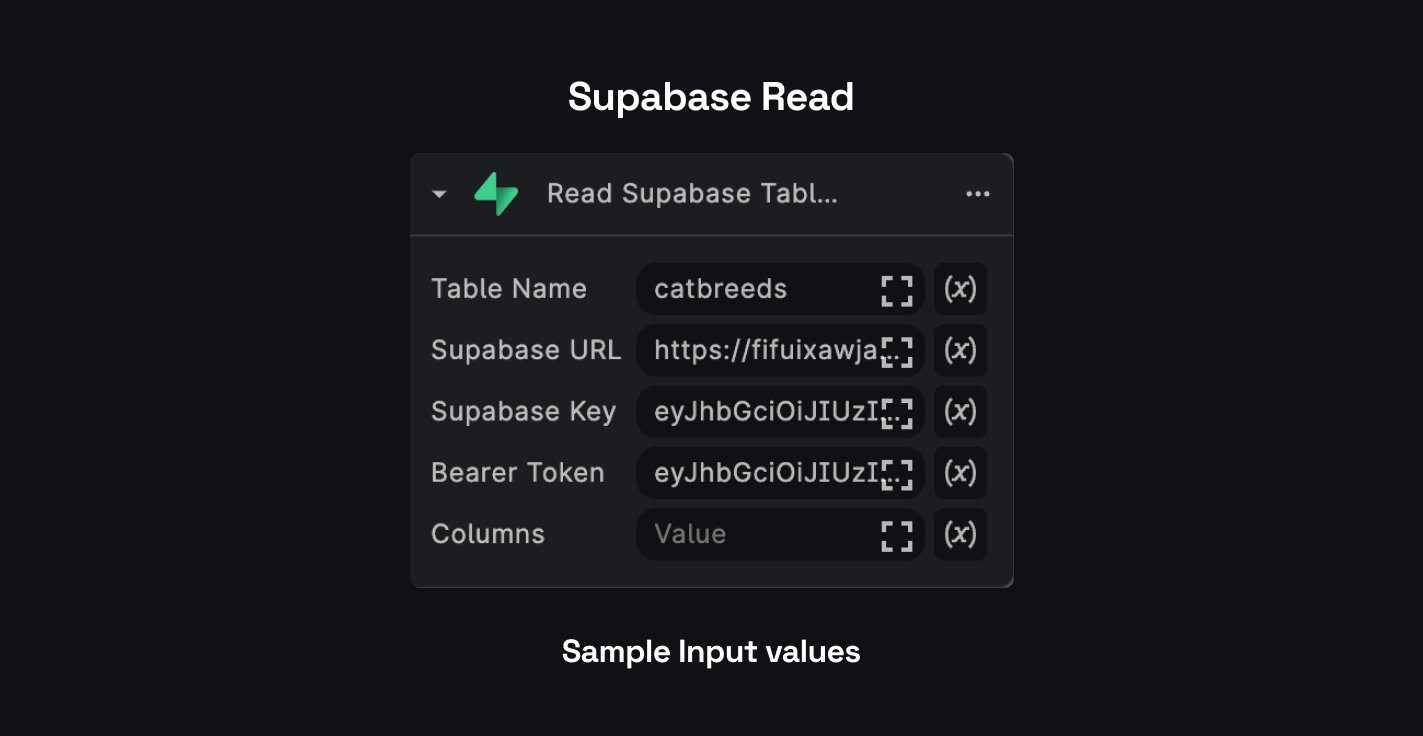 Supabase Read
Read Supabase Tabl...
Table Name catbreeds (x)
Supabase URL https://fifuixawja... (x)
Supabase Key eyJhbGciOiJIUzI... (x)
Bearer Token eyJhbGciOiJIUzI... (x)
Columns Value (x)
Sample Input values